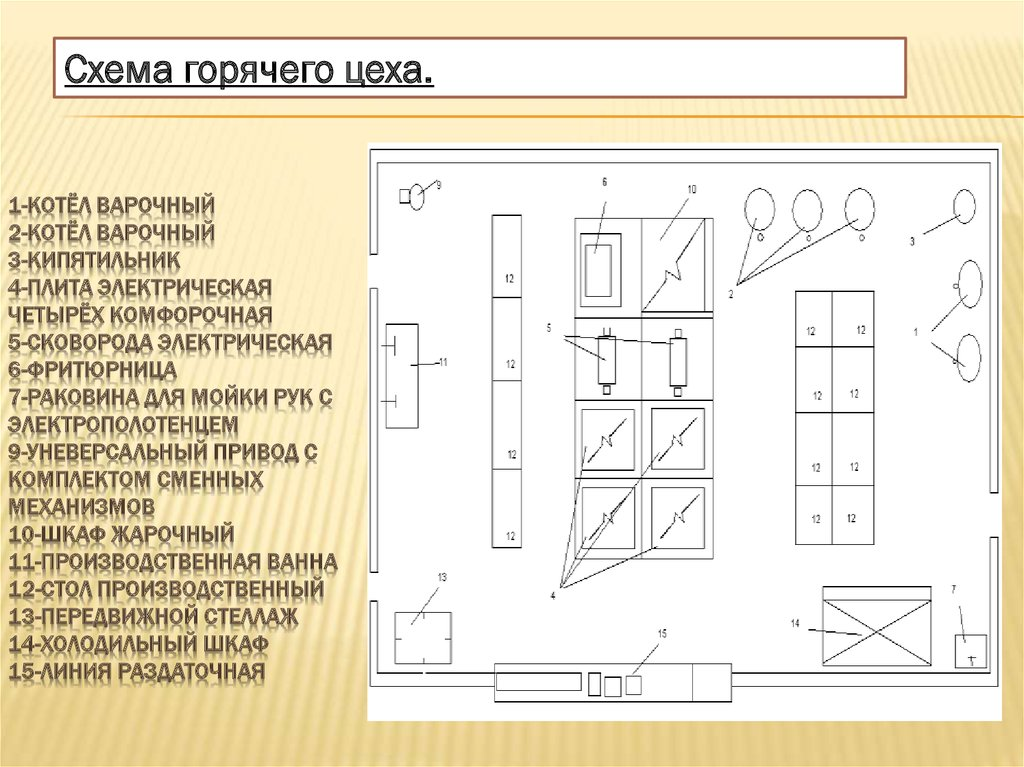 Схема горячего цеха.
1-КОТЁЛ ВАРОЧНЫЙ
2-КОТЁЛ ВАРОЧНЫЙ
3-КИПЯТИЛЬНИК
4-ПЛИТА ЭЛЕКТРИЧЕСКАЯ
ЧЕТЫРЁХ КОМФОРОЧНАЯ
5-СКОВОРОДА ЭЛЕКТРИЧЕСКАЯ
6-ФРИТЮРНИЦА
7-РАКОВИНА ДЛЯ МОЙКИ РУК С
ЭЛЕКТРОПОЛОТЕНЦЕМ
9-УНЕВЕРСАЛЬНЫЙ ПРИВОД С
КОМПЛЕКТОМ СМЕННЫХ
МЕХАНИЗМОВ
10-ШКАФ ЖАРОЧНЫЙ
11-ПРОИЗВОДСТВЕННАЯ ВАННА
12-СТОЛ ПРОИЗВОДСТВЕННЫЙ
13-ПЕРЕДВИЖНОЙ СТЕЛЛАЖ
14-ХОЛОДИЛЬНЫЙ ШКАФ
15-ЛИНИЯ РАЗДАТОЧНАЯ
9 6 10
3
12
2
5 12 12 1
11 12
12 12
12
12 12
12 12
12
13
4 7
15 14